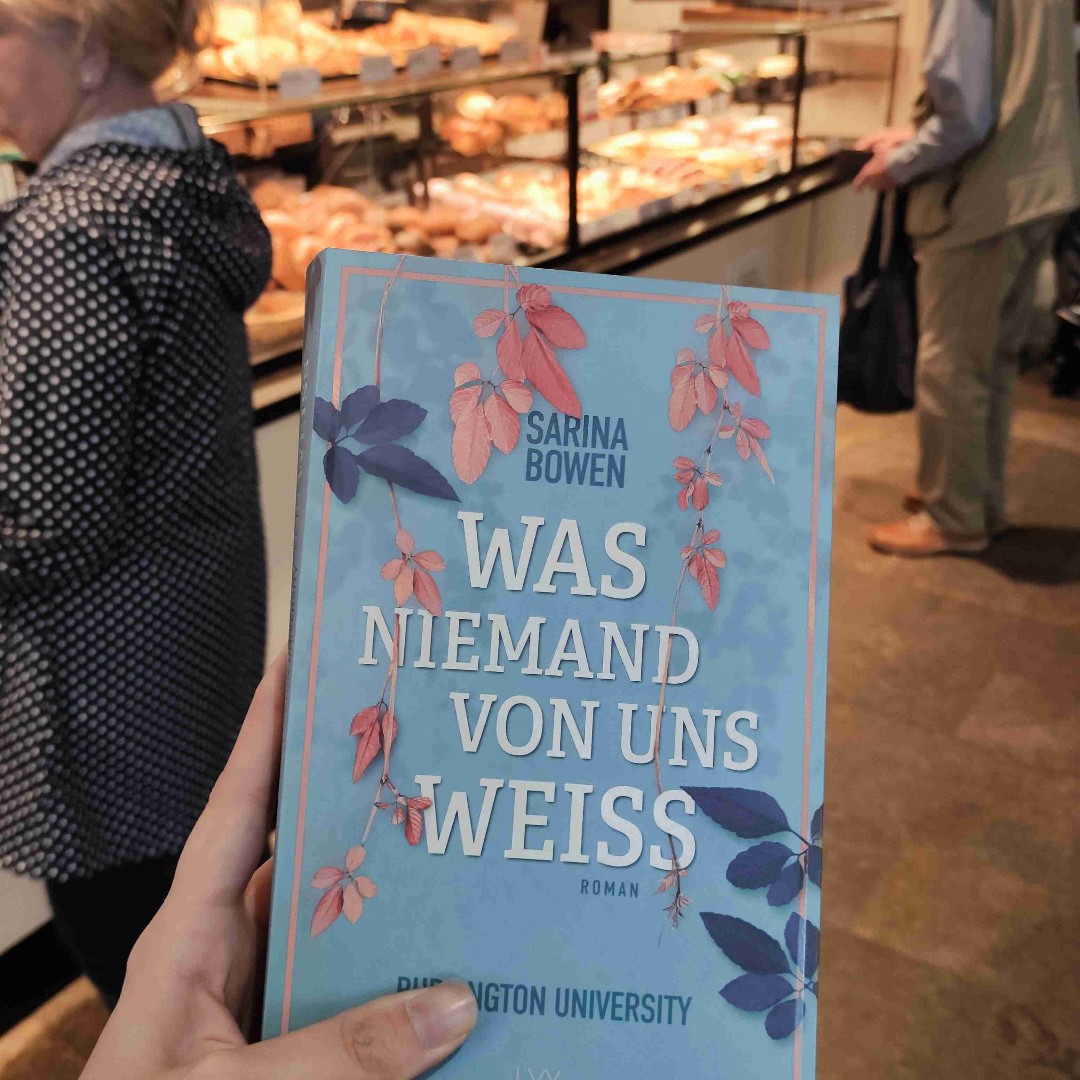 SARINA
BOWEN
WAS
NIEMAND
VON UNS
WEISS
ROMAN
UNIVERSITY